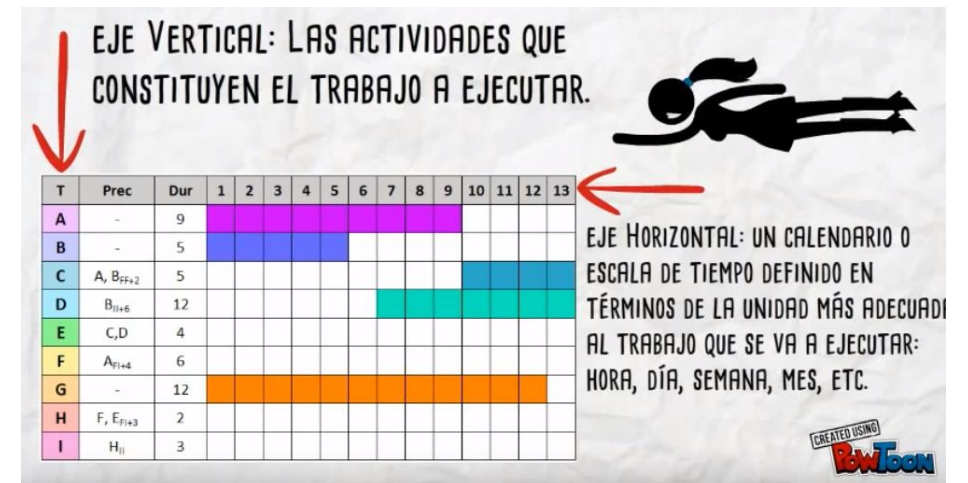 EJE VERTICAL: LAS ACTIVIDADES QUE
CONSTITUYEN EL TRABAJO A EJECUTAR.
T Prec Dur 1 2 3 4 5 6 7 8 9 10 11 12 13
A - 9
B - 5
C A, BFF+2 5
D BII+6 12
E C,D 4
F AFI+4 6
G - 12
H F, EFI+3 2
I HII 3
EJE HORIZONTAL: UN CALENDARIO O
ESCALA DE TIEMPO DEFINIDO EN
TÉRMINOS DE LA UNIDAD MÁS ADECUADA
AL TRABAJO QUE SE VA A EJECUTAR:
HORA, DÍA, SEMANA, MES, ETC.
CREATED USING
POWTOON